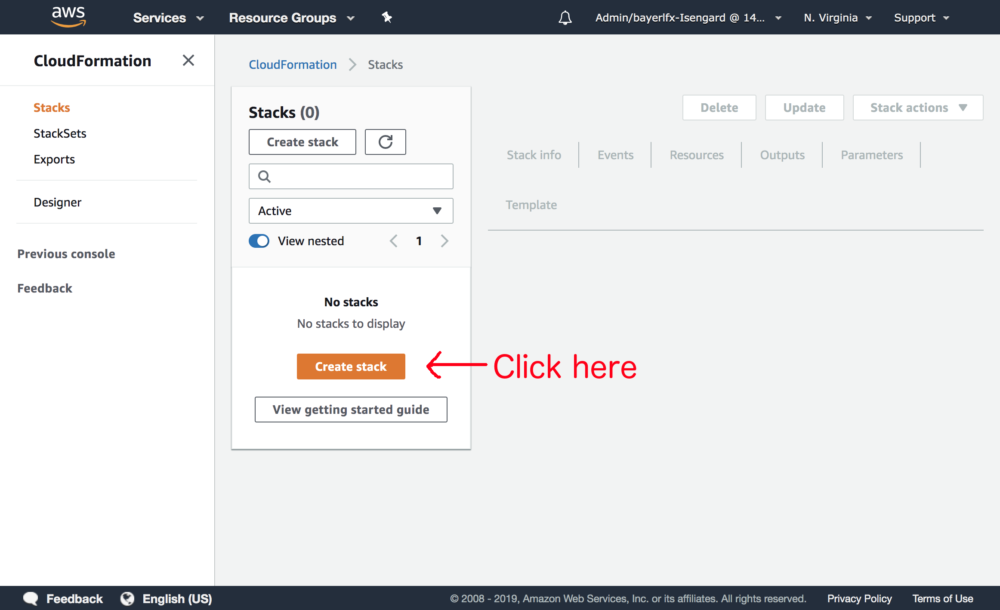 aws Services Resource Groups Admin/bayerlfx-Isengard @ 14... N. Virginia Support
CloudFormation
Stacks
StackSets
Exports
Designer
Previous console
Feedback
CloudFormation Stacks
Stacks (0)
Create stack
Active
View nested 1
No stacks
No stacks to display
Create stack
View getting started guide
Click here
Delete Update Stack actions
Stack info Events Resources Outputs Parameters
Template
Feedback English (US) © 2008 - 2019, Amazon Web Services, Inc. or its affiliates. All rights reserved. Privacy Policy Terms of Use